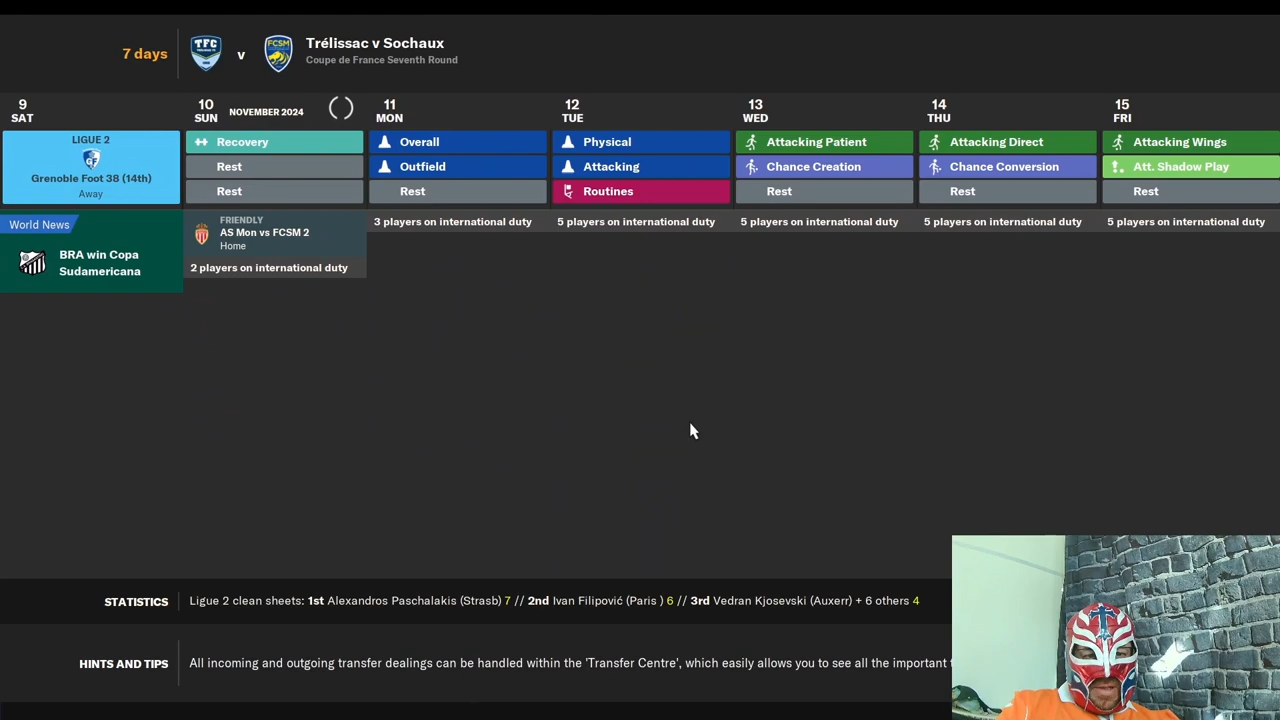 7 days
TFC
v
FCSM
Trélissac v Sochaux
Coupe de France Seventh Round
9
SAT
10
SUN
NOVEMBER 2024
11
MON
12
TUE
13
WED
14
THU
15
FRI
LIGUE 2
Grenoble Foot 38 (14th)
Away
Recovery
Rest
Rest
Overall
Outfield
Rest
Physical
Attacking
Routines
Attacking Patient
Chance Creation
Rest
Attacking Direct
Chance Conversion
Rest
Attacking Wings
Att. Shadow Play
Rest
World News
BRA win Copa
Sudamericana
FRIENDLY
AS Mon vs FCSM 2
Home
2 players on international duty
3 players on international duty
5 players on international duty
5 players on international duty
5 players on international duty
5 players on international duty
STATISTICS
Ligue 2 clean sheets: 1st Alexandros Paschalakis (Strasb) 7 // 2nd Ivan Filipović (Paris ) 6 // 3rd Vedran Kjosevski (Auxerr) + 6 others 4
HINTS AND TIPS
All incoming and outgoing transfer dealings can be handled within the 'Transfer Centre', which easily allows you to see all the important